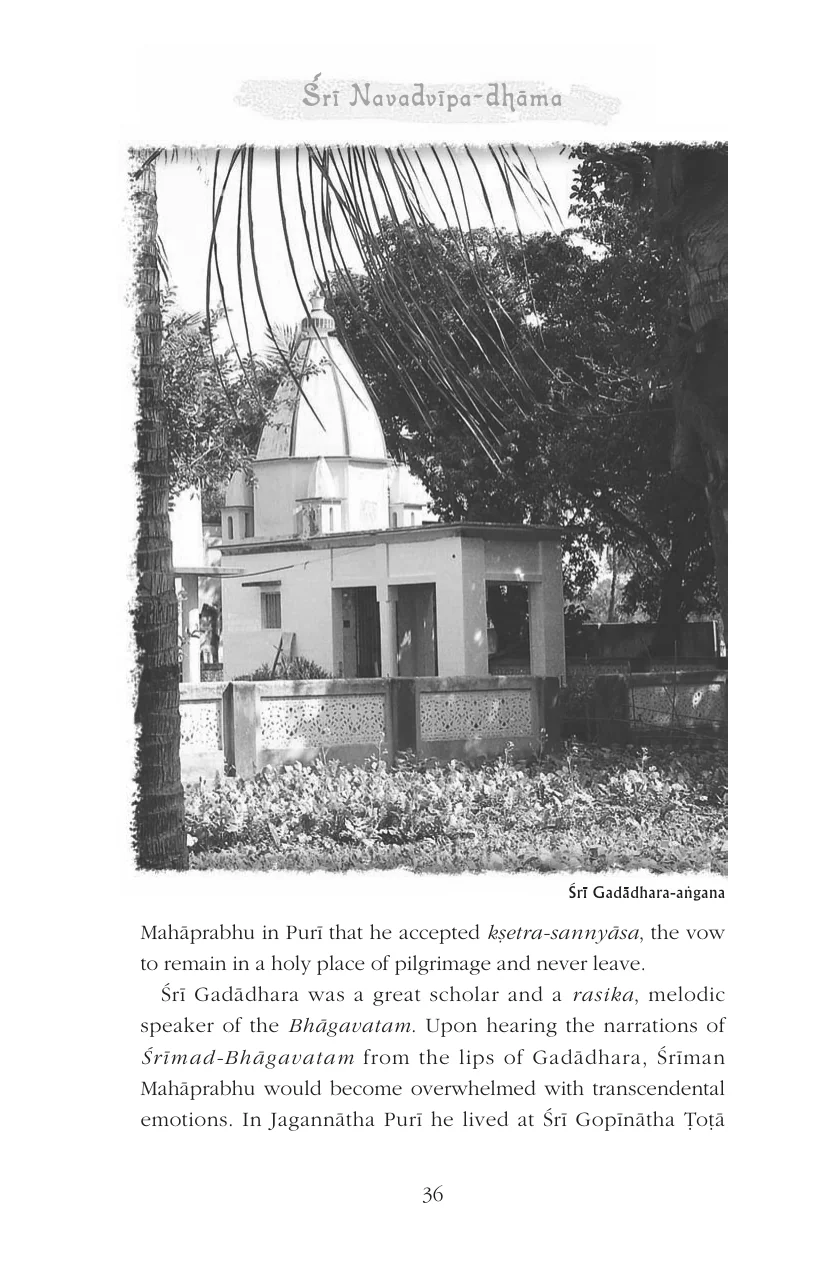 Śrī Navadvīpa-dhāma
Śrī Gadādhara-aṅgana
Mahāprabhu in Purī that he accepted kṣetra-sannyāsa, the vow
to remain in a holy place of pilgrimage and never leave.
Śrī Gadādhara was a great scholar and a rasika, melodic
speaker of the Bhāgavatam. Upon hearing the narrations of
Śrīmad-Bhāgavatam from the lips of Gadādhara, Śrīman
Mahāprabhu would become overwhelmed with transcendental
emotions. In Jagannātha Purī he lived at Śrī Gopīnātha Ṭoṭā
36